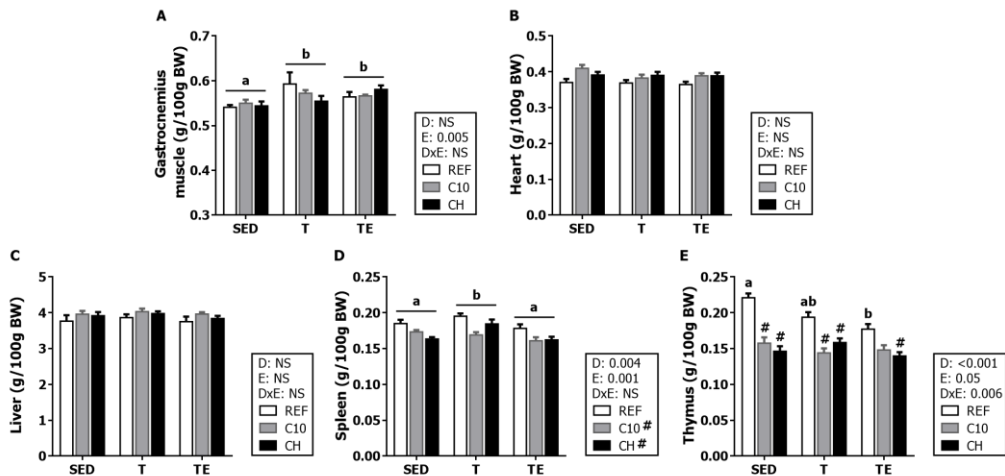 A
Gastrocnemius
muscle (g/100g BW)
0.7
0.6
0.5
0.4
0.3
a
b
b
SED
T
TE
D: NS
E: 0.005
DxE: NS
REF
C10
CH
B
Heart (g/100g BW)
0.5
0.4
0.3
0.2
0.1
0.0
SED
T
TE
D: NS
E: NS
DxE: NS
REF
C10
CH
C
Liver (g/100g BW)
5
4
3
2
1
0
SED
T
TE
D: NS
E: NS
DxE: NS
REF
C10
CH
D
Spleen (g/100g BW)
0.25
0.20
0.15
0.10
0.05
0.00
a
b
a
SED
T
TE
D: 0.004
E: 0.001
DxE: NS
REF
C10 #
CH #
E
Thymus (g/100g BW)
0.25
0.20
0.15
0.10
0.05
0.00
a
# #
ab
# #
b
#
SED
T
TE
D: <0.001
E: 0.05
DxE: 0.006
REF
C10
CH